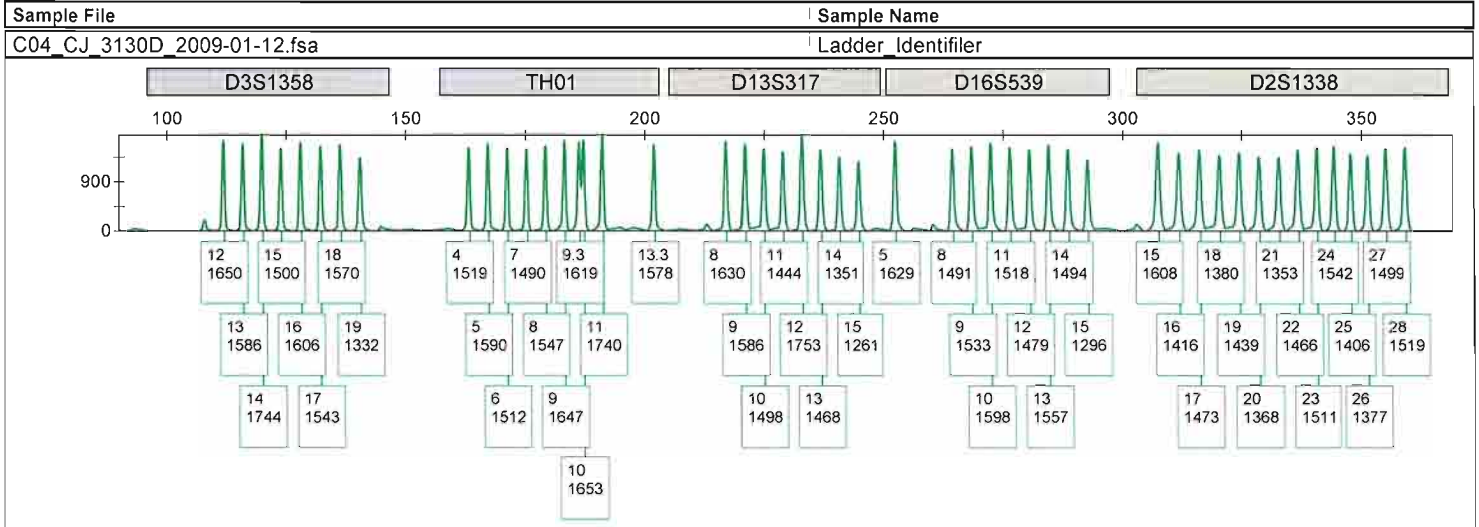 Sample File Sample Name
C04_CJ_3130D_2009-01-12.fsa Ladder_Identifiler
D3S1358 TH01 D13S317 D16S539 D2S1338
100 150 200 250 300 350
900
0
12 15 18 4 7 9.3 13.3 8 11 14 5 8 11 14 15 18 21 24 27
1650 1500 1570 1519 1490 1619 1578 1630 1444 1351 1629 1491 1518 1494 1608 1380 1353 1542 1499
13 16 19 5 8 11 9 12 15 9 12 15 16 19 22 25 28
1586 1606 1332 1590 1547 1740 1586 1753 1261 1533 1479 1296 1416 1439 1466 1406 1519
14 17 6 9 10 13 10 13 17 20 23 26
1744 1543 1512 1647 1498 1468 1598 1557 1473 1368 1511 1377
10
1653